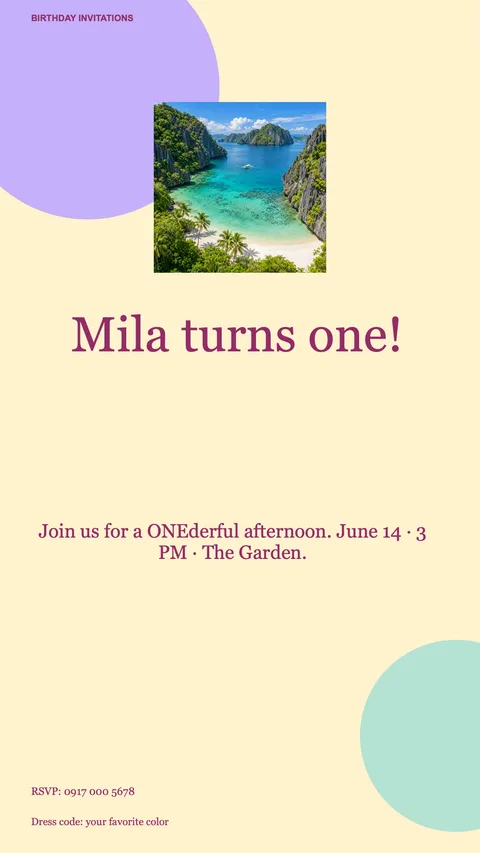 BIRTHDAY INVITATIONS
Mila turns one!
Join us for a ONEderful afternoon. June 14 · 3
PM · The Garden.
RSVP: 0917 000 5678
Dress code: your favorite color